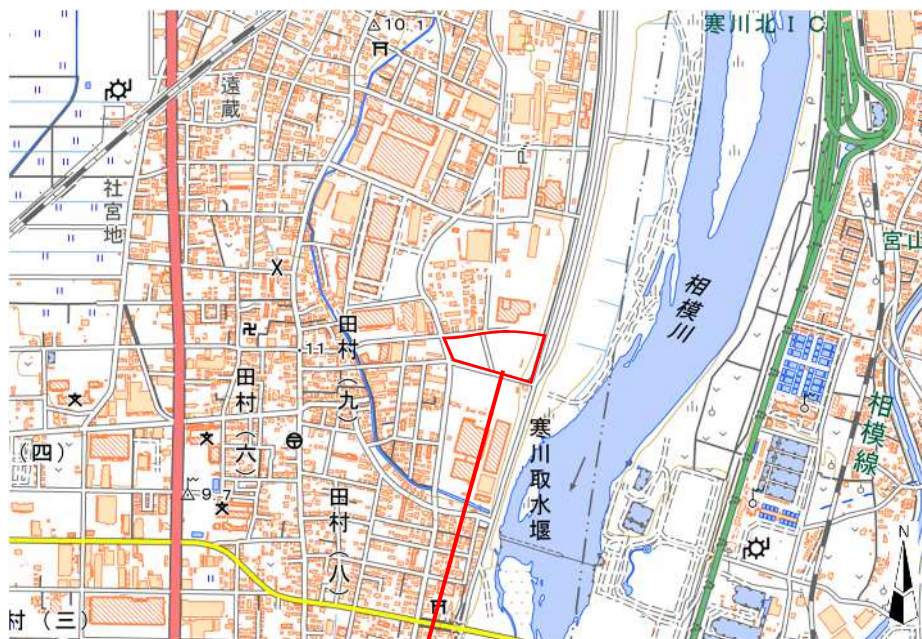 10.1
寒川北IC
遠蔵
社宮地
宮山
相模川
田村(九)
11
田村(六)
相模線
(四)
寒川取水堰
9.7
田村(八)
村(三)
N